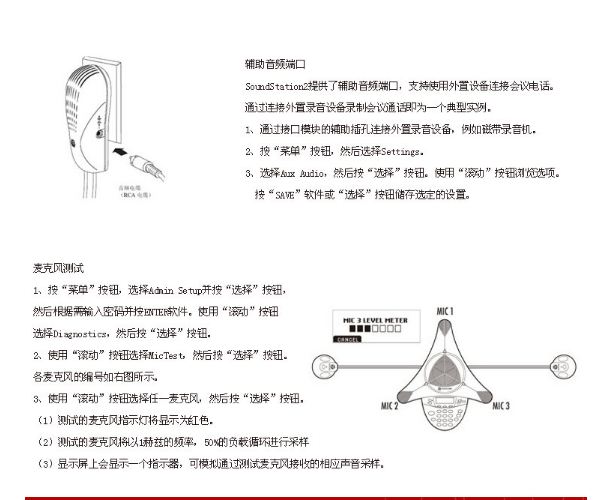 辅助音频端口
SoundStation2提供了辅助音频端口，支持使用外置设备连接会议电话。
通过连接外置录音设备录制会议通话即为一个典型实例。
1、通过接口模块的辅助插孔连接外置录音设备，例如磁带录音机。
2、按“菜单”按钮，然后选择Settings。
3、选择Aux Audio，然后按“选择”按钮。使用“滚动”按钮浏览选项。
按“SAVE”软件或“选择”按钮储存选定的设置。
音频电缆
（RCA 电缆）
麦克风测试
1、按“菜单”按钮，选择Admin Setup并按“选择”按钮，
然后根据需输入密码并按ENTER软件。使用“滚动”按钮
选择Diagnostics，然后按“选择”按钮。
2、使用“滚动”按钮选择MicTest，然后按“选择”按钮。
各麦克风的编号如右图所示。
3、使用“滚动”按钮选择任一麦克风，然后按“选择”按钮。
（1）测试的麦克风指示灯将显示为红色。
（2）测试的麦克风将以1赫兹的频率，50%的负载循环进行采样
（3）显示屏上会显示一个指示器，可模拟通过测试麦克风接收的相应声音采样。
MIC 3 LEVEL METER
CANCEL
MIC 1
MIC 2
MIC 3